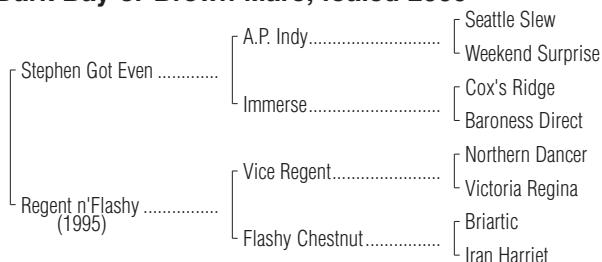 Dark Bay or Brown Mare; foaled 2006
Seattle Slew
A.P. Indy..............................
Weekend Surprise
Stephen Got Even .............
Cox's Ridge
Immerse..............................
Baroness Direct
Northern Dancer
Vice Regent........................
Victoria Regina
Regent n'Flashy ................
(1995)
Briartic
Flashy Chestnut.................
Iran Harriet